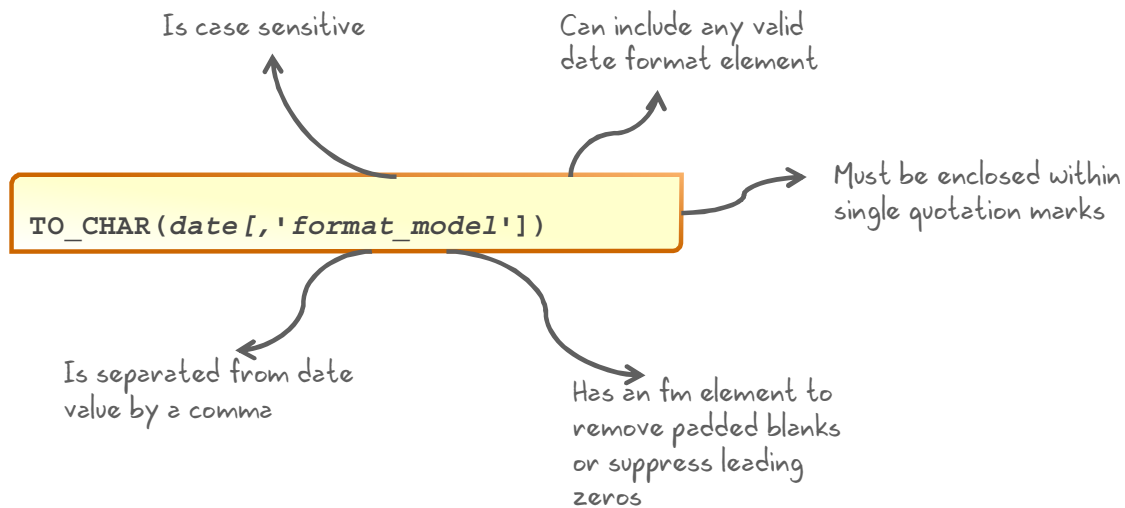 Is case sensitive
Can include any valid
date format element
Must be enclosed within
single quotation marks
TO_CHAR(date[,'format_model'])
Is separated from date
value by a comma
Has an fm element to
remove padded blanks
or suppress leading
zeros